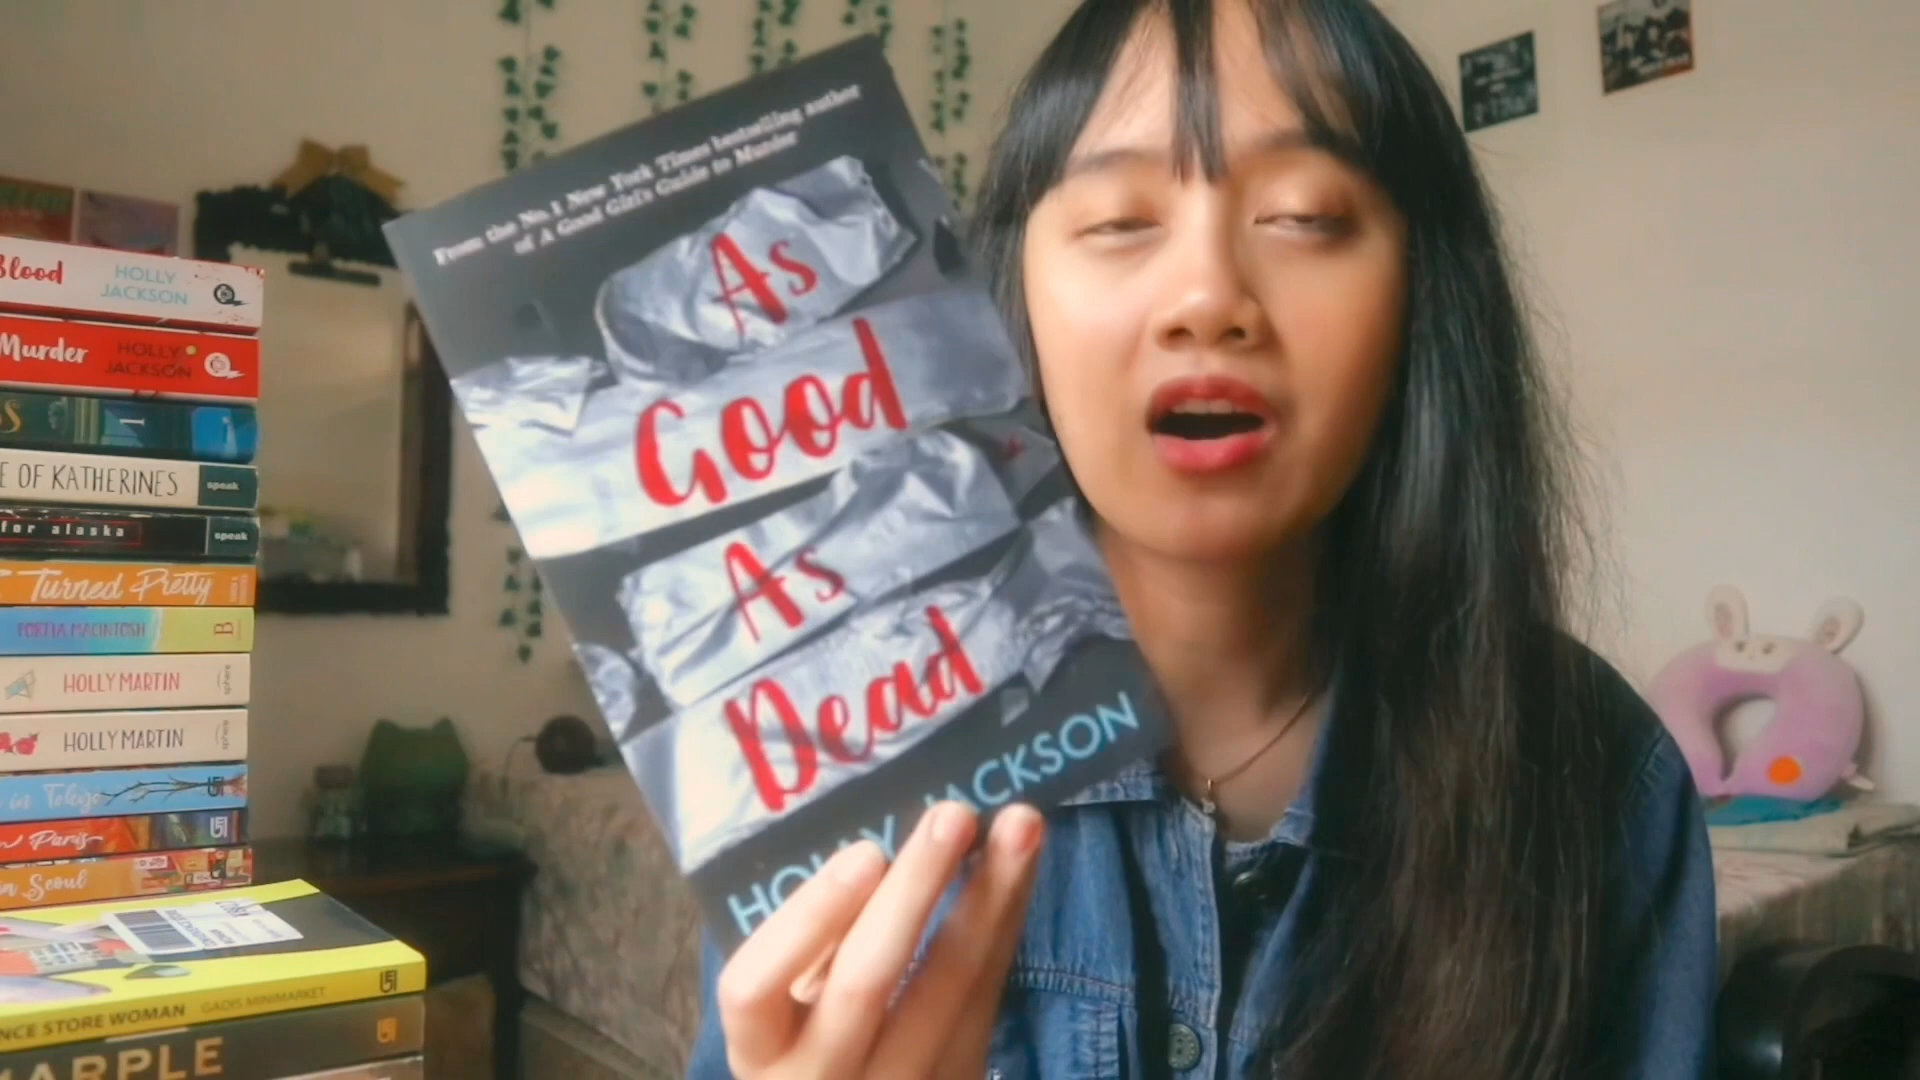 From the No.1 New York Times bestselling author
of A Good Girl's Guide to Murder
As
Good
As
Dead
HOLLY JACKSON
Blood
HOLLY
JACKSON
Murder
HOLLY
JACKSON
E OF KATHERINES
speak
for alaska
speak
Turned Pretty
PORTIA MACINTOSH
B
HOLLY MARTIN
sphere
HOLLY MARTIN
sphere
in Tokyo
Paris
in Seoul
NCE STORE WOMAN
GADIS MINIMARKET
ARPLE